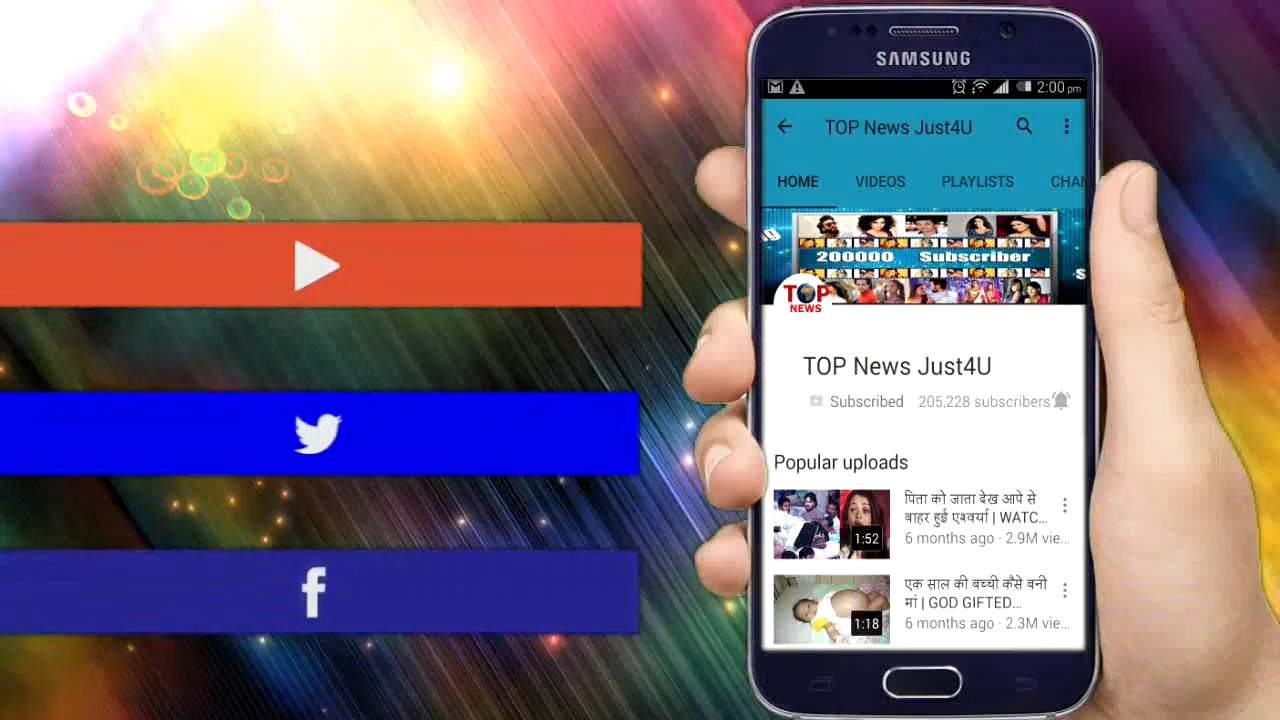 SAMSUNG
2:00 pm
TOP News Just4U
HOME VIDEOS PLAYLISTS CHAN
200000 Subscriber
TOP
NEWS
TOP News Just4U
Subscribed 205,228 subscribers
Popular uploads
पिता को जाता देख आपे से
बाहर हुई एश्वर्या | WATC...
1:52
6 months ago · 2.9M vie...
एक साल की बच्ची कैसे बनी
मां | GOD GIFTED...
1:18
6 months ago · 2.3M vie...